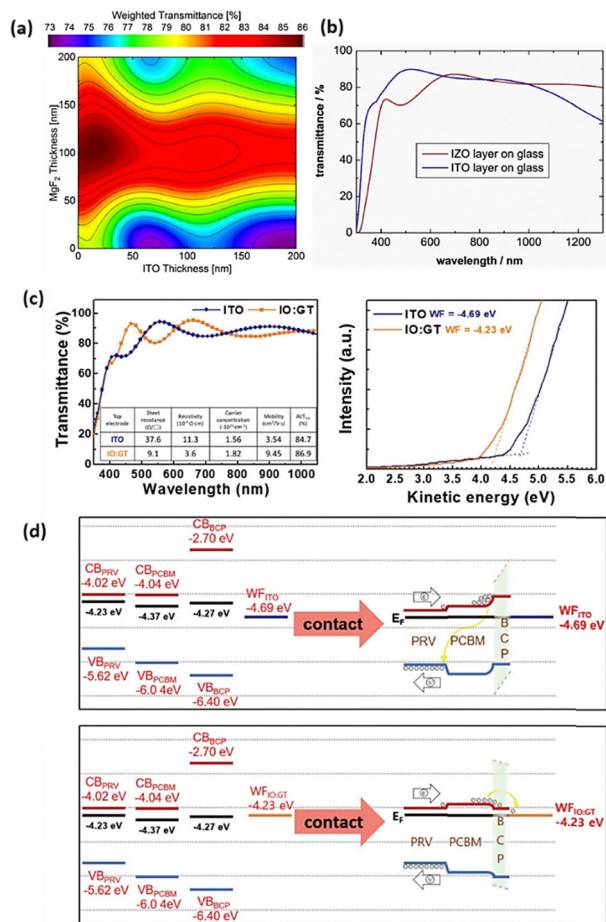 (a)
Weighted Transmittance [%]
73 74 75 76 77 78 79 80 81 82 83 84 85 86
MgF2 Thickness [nm]
200
150
100
50
0
0 50 100 150 200
ITO Thickness [nm]
(b)
transmittance / %
100
80
60
40
20
0
IZO layer on glass
ITO layer on glass
400 600 800 1000 1200
wavelength / nm
(c)
Transmittance (%)
100
80
60
40
20
0
ITO
IO:GT
Top electrode
Sheet resistance (Ω/□)
Resistivity
Carrier concentration
Mobility (cm²/V·s)
(%)
ITO 37.6 11.3 1.56 3.54 84.7
IO:GT 9.1 3.6 1.82 9.45 86.9
400 500 600 700 800 900 1000
Wavelength (nm)
Intensity (a.u.)
ITO WF = -4.69 eV
IO:GT WF = -4.23 eV
2.0 2.5 3.0 3.5 4.0 4.5 5.0 5.5 6.0
Kinetic energy (eV)
(d)
CBBCP
-2.70 eV
CBPRV
-4.02 eV
CBPCBM
-4.04 eV
-4.23 eV
-4.37 eV
-4.27 eV
WFITO
-4.69 eV
VBPRV
-5.62 eV
VBPCBM
-6.0 4eV
VBBCP
-6.40 eV
contact
EF
PRV
PCBM
B
C
P
WFITO
-4.69 eV
CBBCP
-2.70 eV
CBPRV
-4.02 eV
CBPCBM
-4.04 eV
-4.23 eV
-4.37 eV
-4.27 eV
WFIO:GT
-4.23 eV
VBPRV
-5.62 eV
VBPCBM
-6.0 4eV
VBBCP
-6.40 eV
contact
EF
PRV
PCBM
B
C
P
WFIO:GT
-4.23 eV